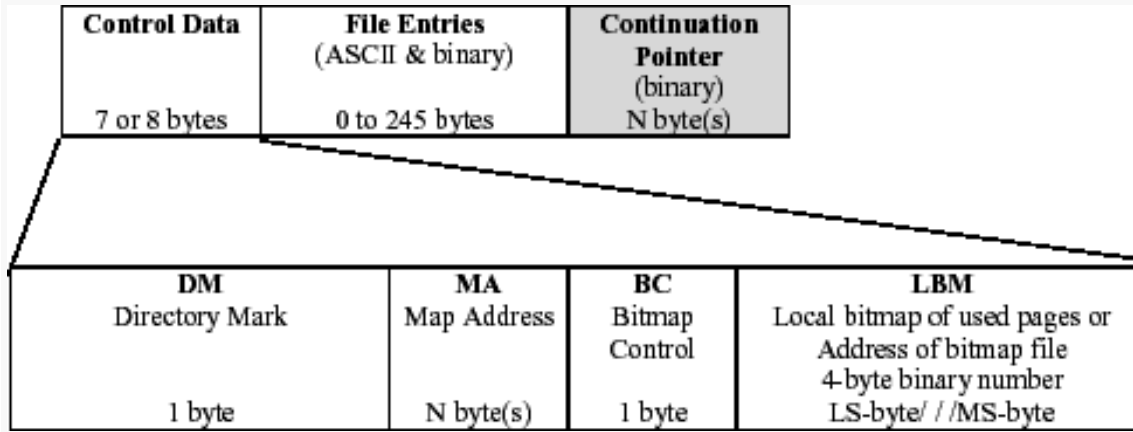 Control Data
7 or 8 bytes
File Entries
(ASCII & binary)
0 to 245 bytes
Continuation
Pointer
(binary)
N byte(s)
DM
Directory Mark
1 byte
MA
Map Address
N byte(s)
BC
Bitmap
Control
1 byte
LBM
Local bitmap of used pages or
Address of bitmap file
4-byte binary number
LS-byte/ / /MS-byte